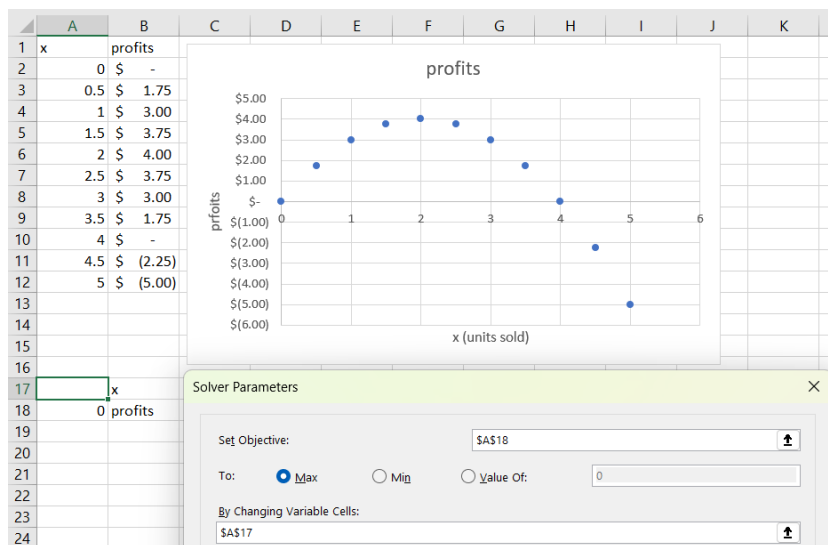 A B C D E F G H I J K
1 x profits
2 0 $ -
3 0.5 $ 1.75
4 1 $ 3.00
5 1.5 $ 3.75
6 2 $ 4.00
7 2.5 $ 3.75
8 3 $ 3.00
9 3.5 $ 1.75
10 4 $ -
11 4.5 $ (2.25)
12 5 $ (5.00)
13
14
15
16
17 x
18 0 profits
19
20
21
22
23
24
profits
$5.00
$4.00
$3.00
$2.00
$1.00
$-
$(1.00)
$(2.00)
$(3.00)
$(4.00)
$(5.00)
$(6.00)
0 1 2 3 4 5 6
prfoits
x (units sold)
Solver Parameters
Set Objective: $A$18
To: Max Min Value Of: 0
By Changing Variable Cells:
$A$17